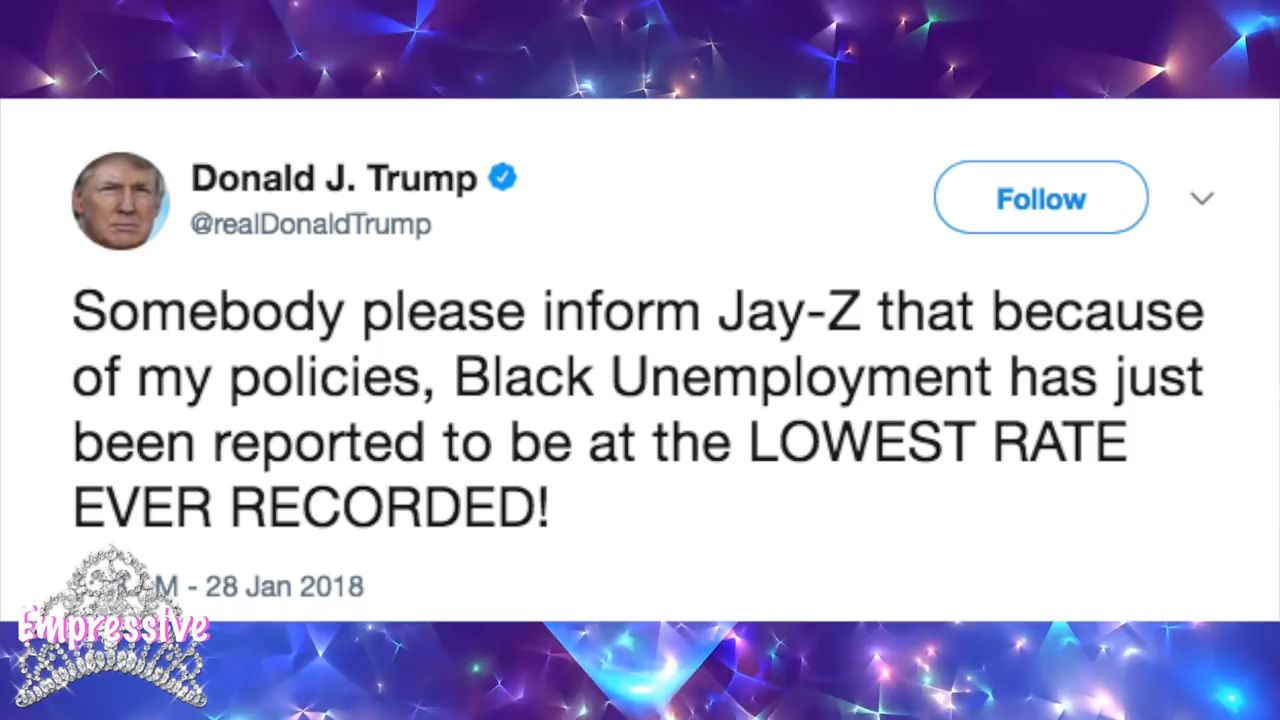 Donald J. Trump
@realDonaldTrump
Follow
Somebody please inform Jay-Z that because
of my policies, Black Unemployment has just
been reported to be at the LOWEST RATE
EVER RECORDED!
M - 28 Jan 2018
Empressive